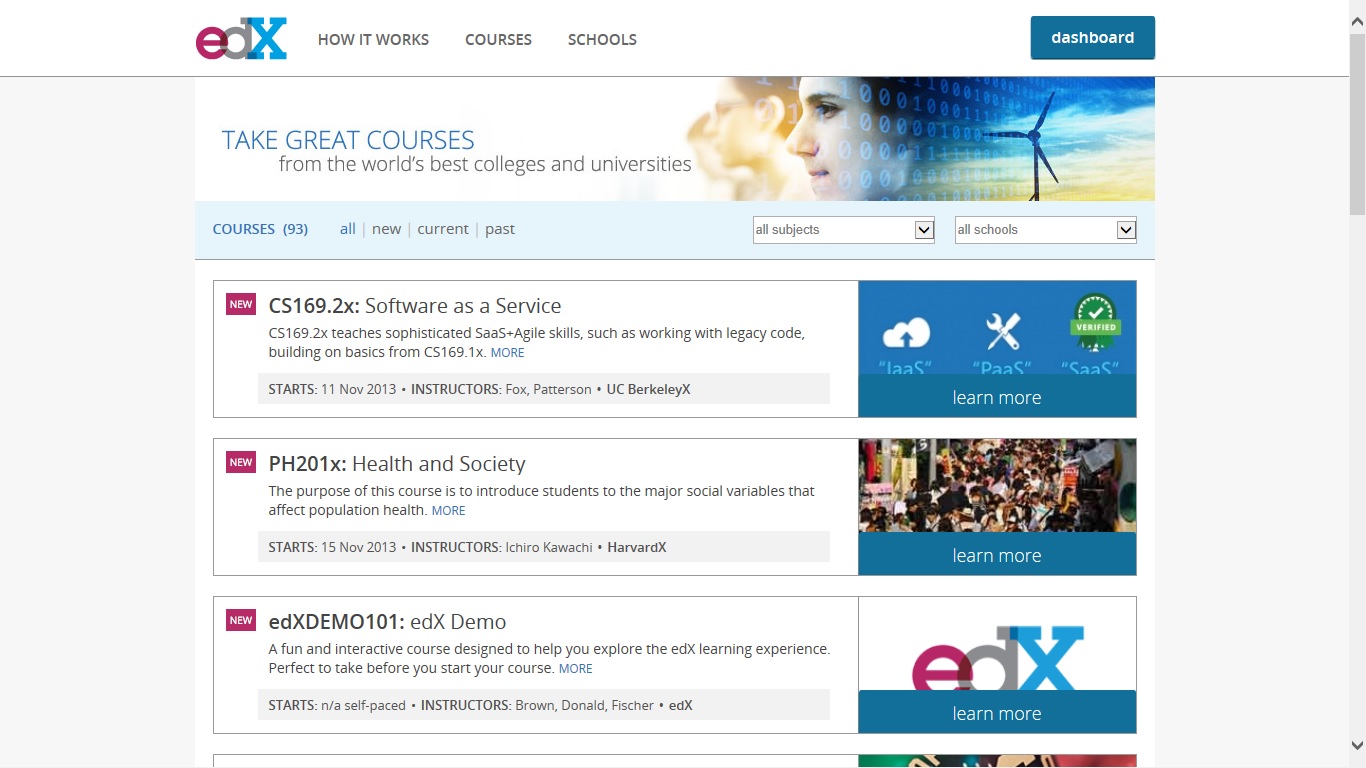 edX
HOW IT WORKS
COURSES
SCHOOLS
dashboard
TAKE GREAT COURSES
from the world's best colleges and universities
COURSES (93)
all | new | current | past
all subjects
all schools
NEW
CS169.2x: Software as a Service
CS169.2x teaches sophisticated SaaS+Agile skills, such as working with legacy code,
building on basics from CS169.1x. MORE
STARTS: 11 Nov 2013 • INSTRUCTORS: Fox, Patterson • UC BerkeleyX
VERIFIED
"IaaS"
"PaaS"
"SaaS"
learn more
NEW
PH201x: Health and Society
The purpose of this course is to introduce students to the major social variables that
affect population health. MORE
STARTS: 15 Nov 2013 • INSTRUCTORS: Ichiro Kawachi • HarvardX
learn more
NEW
edXDEMO101: edX Demo
A fun and interactive course designed to help you explore the edX learning experience.
Perfect to take before you start your course. MORE
STARTS: n/a self-paced • INSTRUCTORS: Brown, Donald, Fischer • edX
edX
learn more